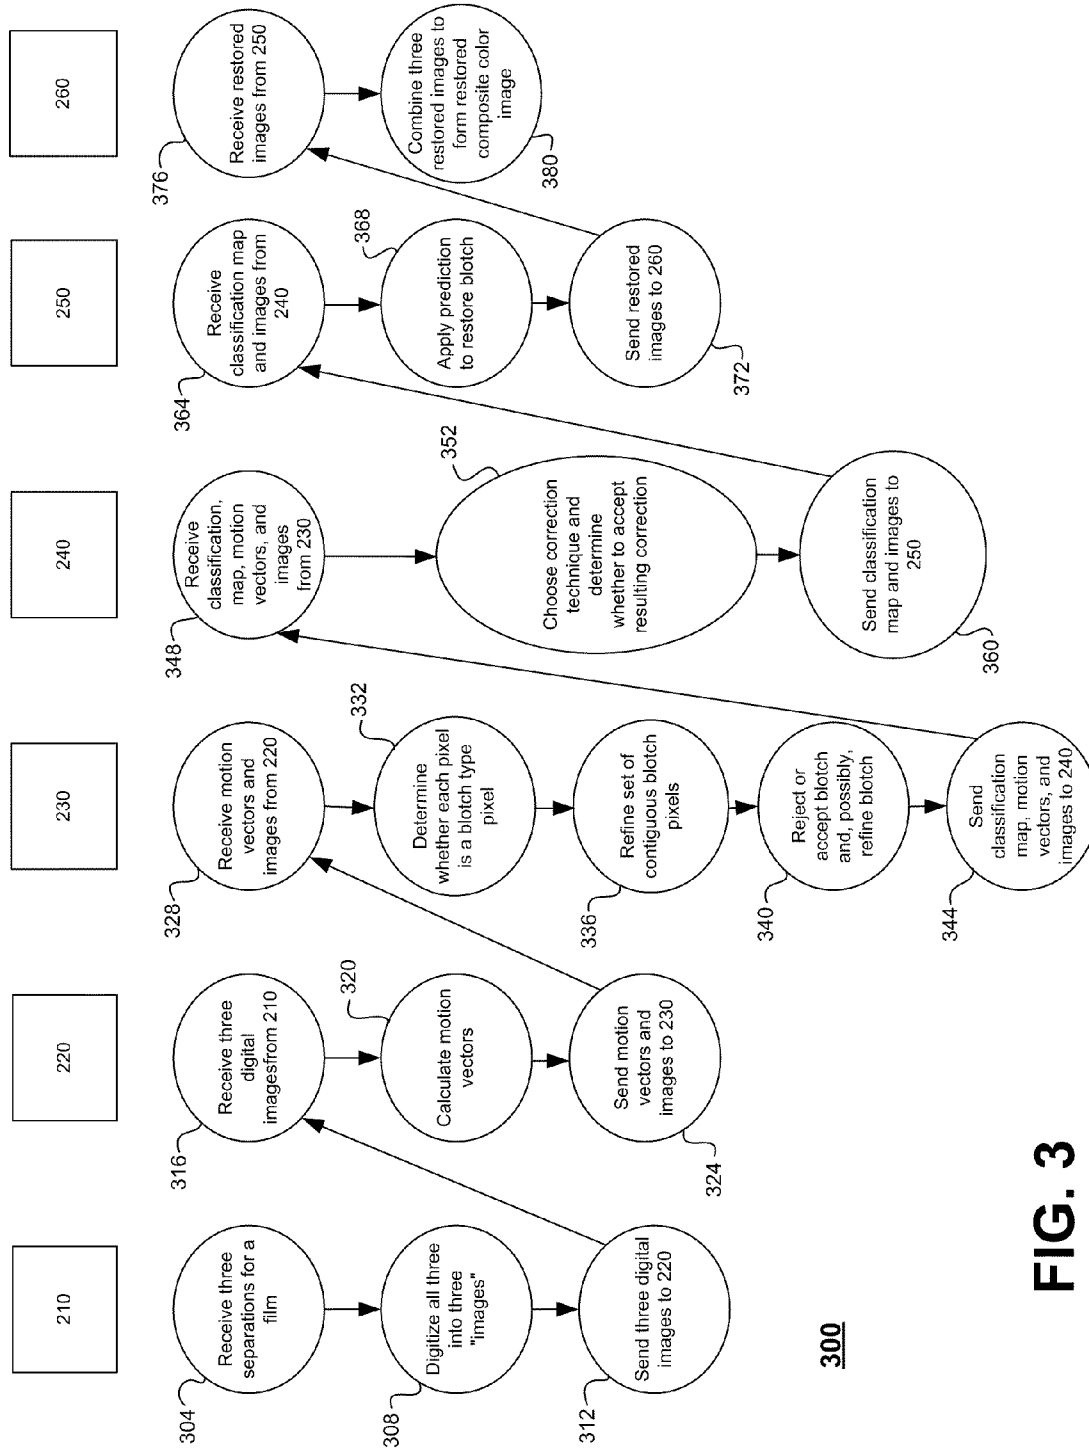 210
220
230
240
250
260
304
Receive three
separations for a
film
308
Digitize all three
into three
"images"
312
Send three digital
images to 220
316
Receive three
digital
imagesfrom 210
320
Calculate motion
vectors
324
Send motion
vectors and
images to 230
328
Receive motion
vectors and
images from 220
332
Determine
whether each pixel
is a blotch type
pixel
336
Refine set of
contiguous blotch
pixels
340
Reject or
accept blotch
and, possibly,
refine blotch
344
Send
classification
map, motion
vectors, and
images to 240
348
Receive
classification,
map, motion
vectors, and
images
from 230
352
Choose correction
technique and
determine
whether to accept
resulting correction
360
Send classification
map and images to
250
364
Receive
classification map
and images from
240
368
Apply prediction
to restore blotch
372
Send restored
images to 260
376
Receive restored
images from 250
380
Combine three
restored images to
form restored
composite color
image
300
FIG. 3